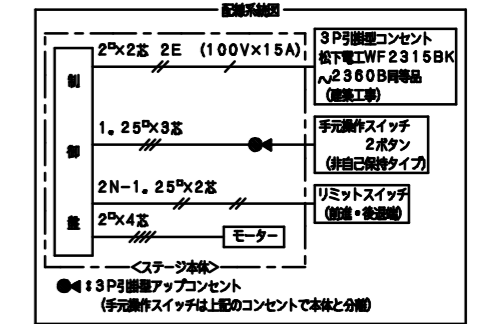 配線系統図
2□×2芯 2E (100V×15A)
3P引掛型コンセント
松下電工WF2315BK
～2360B同等品
(建築工事)
制
御
盤
1。25□×3芯
手元操作スイッチ
2ボタン
(非自己保持タイプ)
2N-1。25□×2芯
リミットスイッチ
(前進・後退端)
2□×4芯
モーター
<ステージ本体>
:3P引掛型アップコンセント
(手元操作スイッチは上記のコンセントで本体と分離)